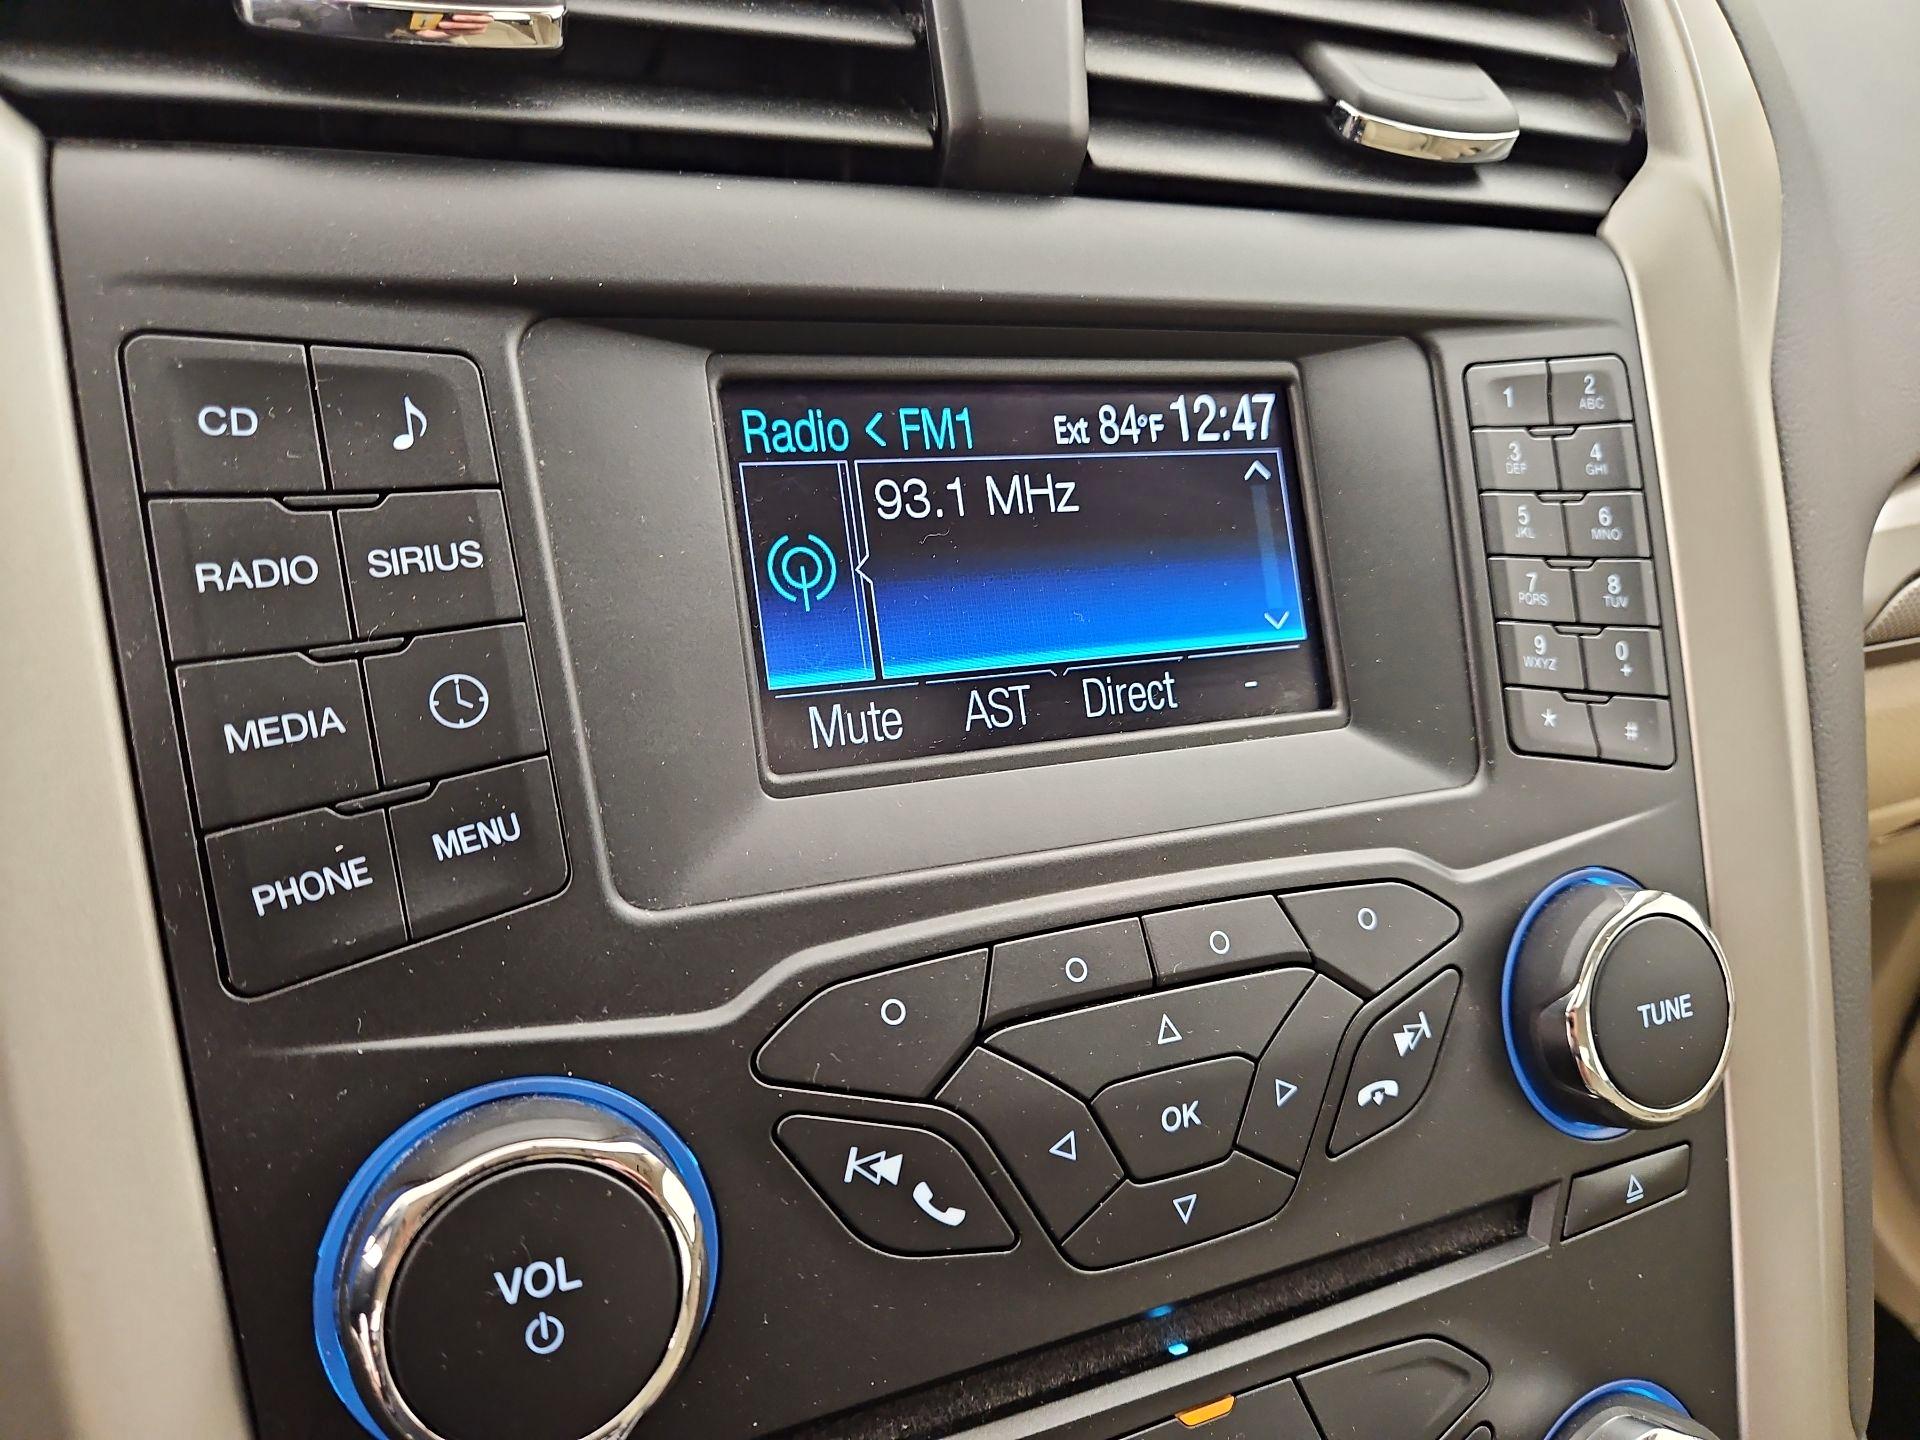 Radio < FM1 Ext 84°F 12:47
93.1 MHz
Mute AST Direct -
CD
RADIO SIRIUS
MEDIA
PHONE MENU
1 2 ABC
3 DEF 4 GHI
5 JKL 6 MNO
7 PQRS 8 TUV
9 WXYZ 0 +
* #
OK
TUNE
VOL